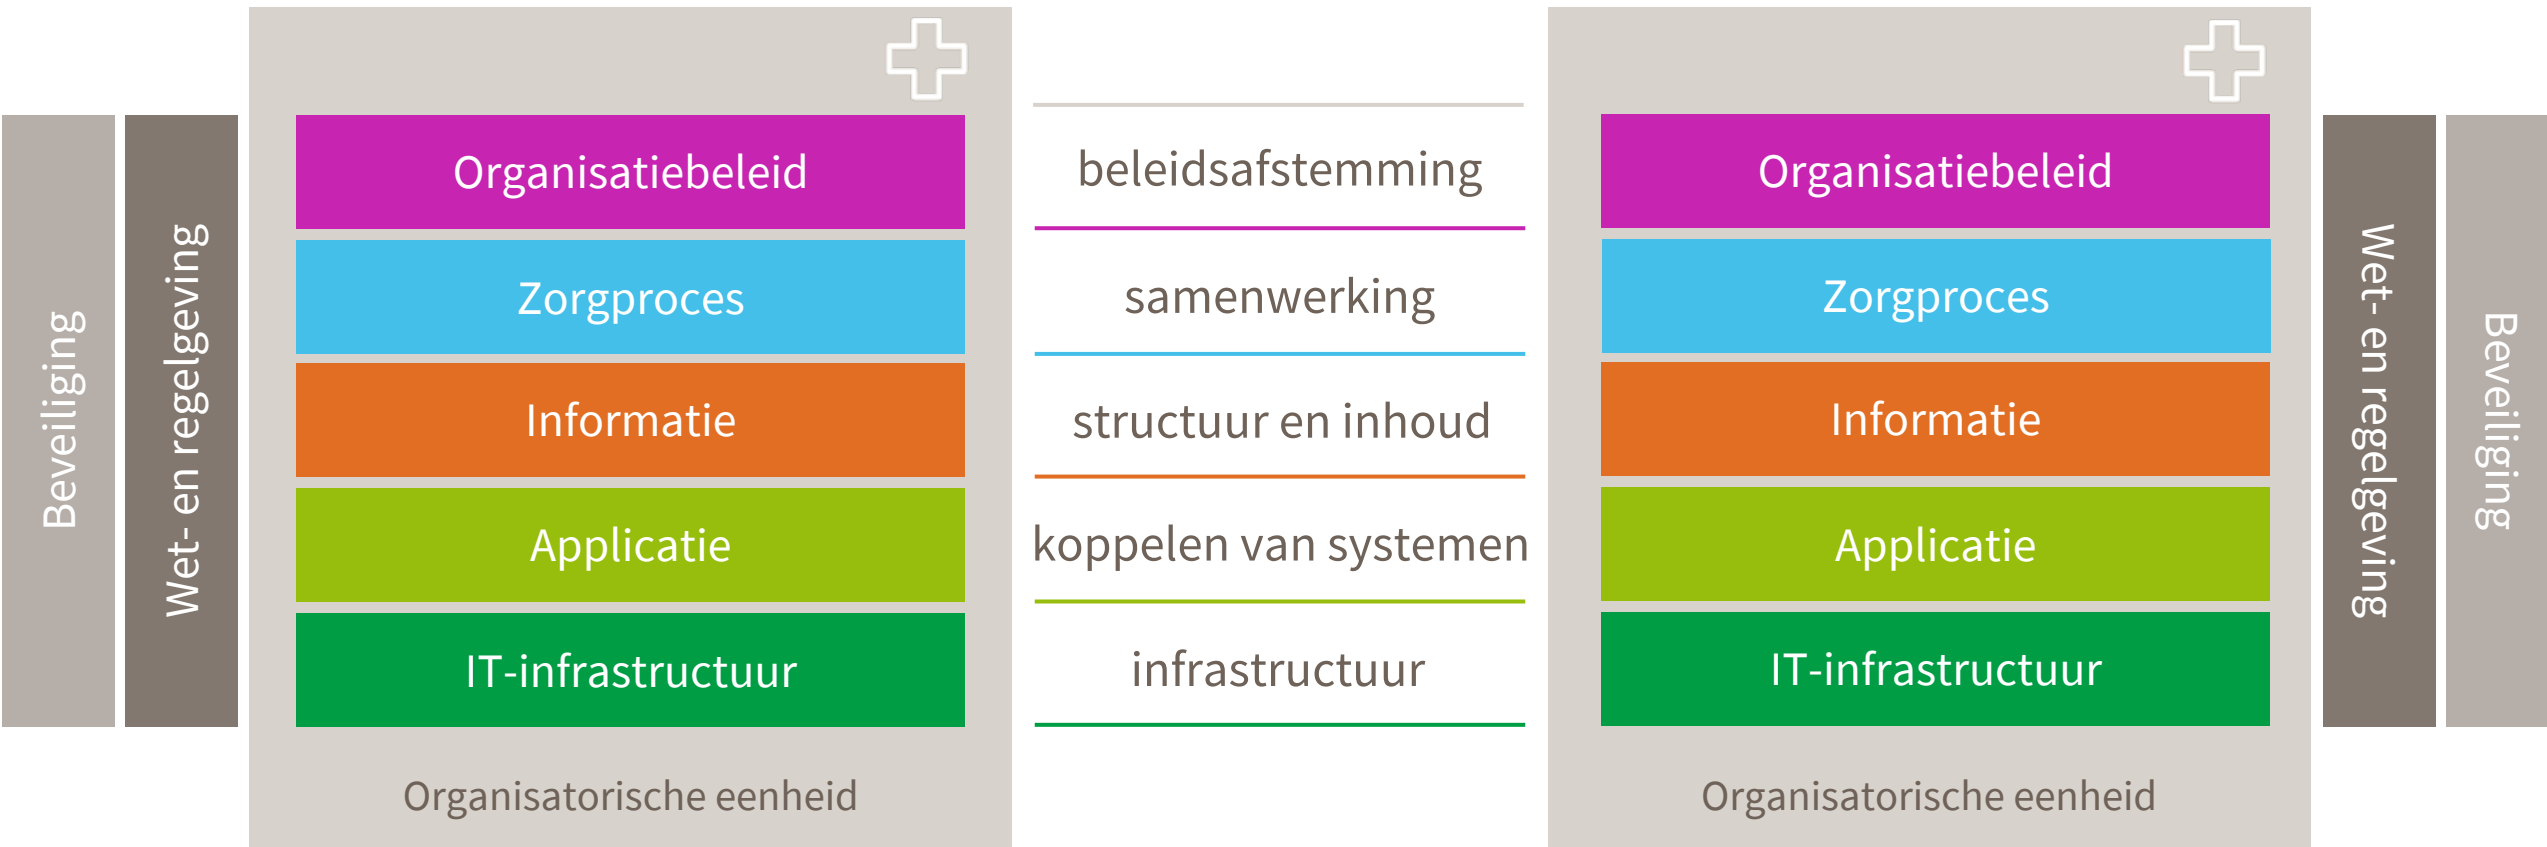 Beveiliging
Wet- en regelgeving
Organisatiebeleid
Zorgproces
Informatie
Applicatie
IT-infrastructuur
Organisatorische eenheid
beleidsafstemming
samenwerking
structuur en inhoud
koppelen van systemen
infrastructuur
Organisatiebeleid
Zorgproces
Informatie
Applicatie
IT-infrastructuur
Organisatorische eenheid
Wet- en regelgeving
Beveiliging